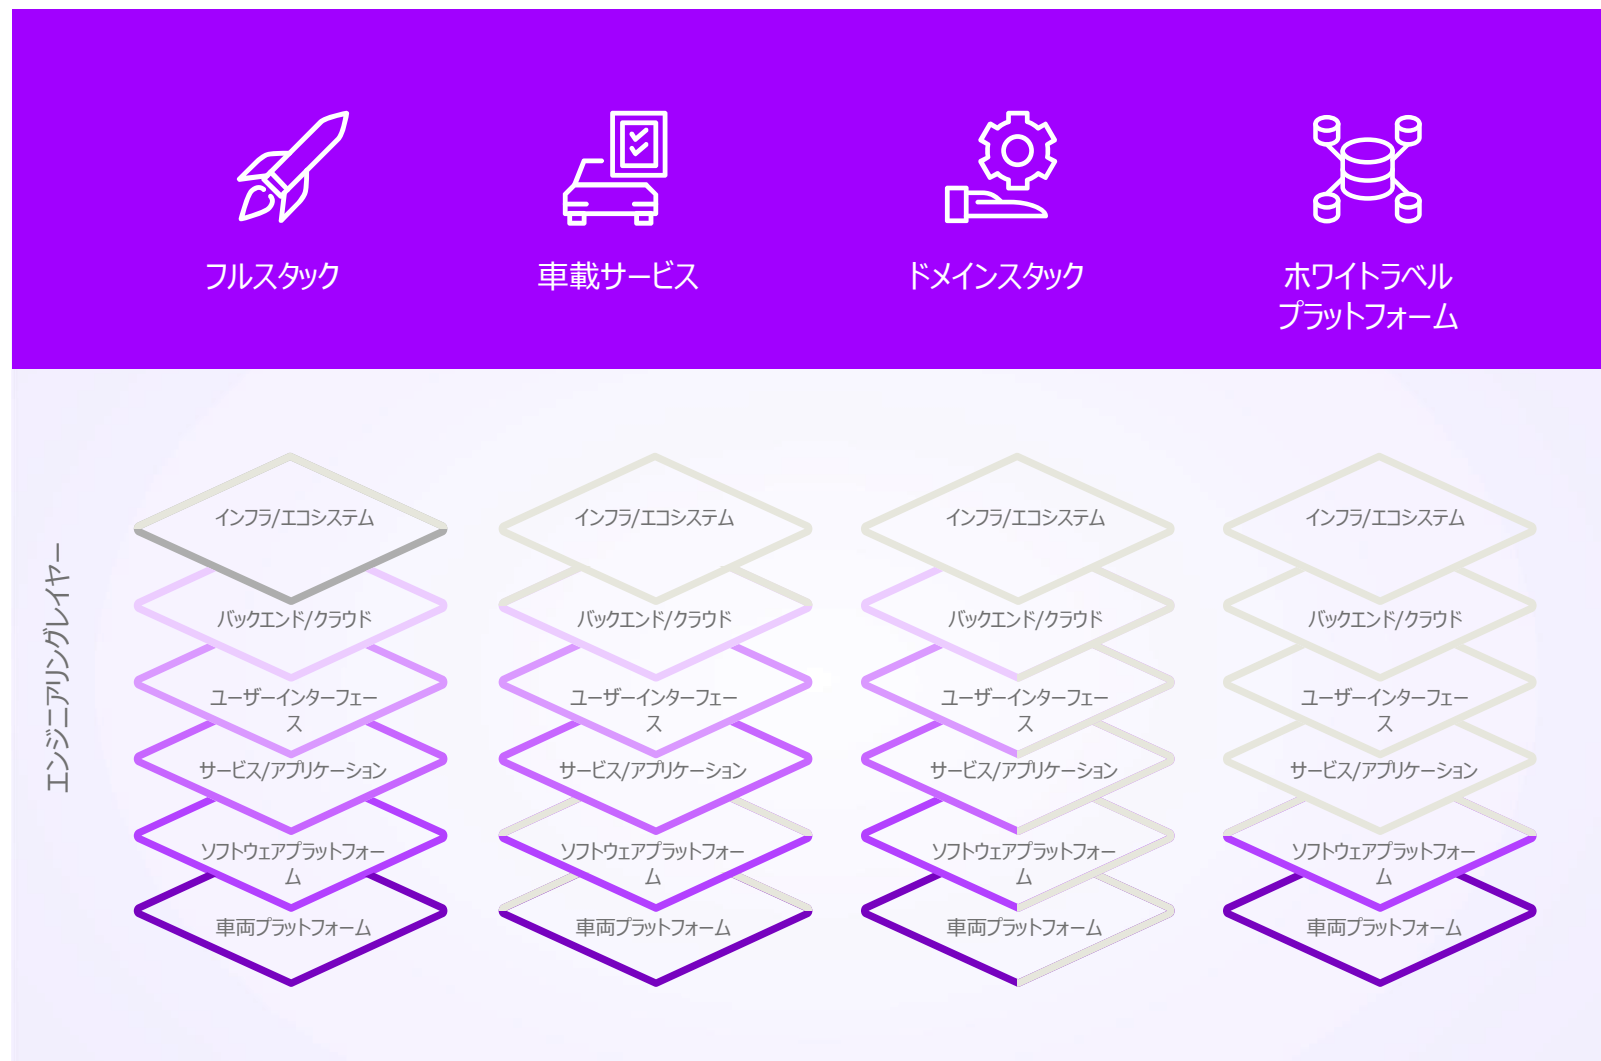 フルスタック
車載サービス
ドメインスタック
ホワイトラベル
プラットフォーム
エンジニアリングレイヤー
インフラ/エコシステム
バックエンド/クラウド
ユーザーインターフェー
ス
サービス/アプリケーション
ソフトウェアプラットフォー
ム
車両プラットフォーム
インフラ/エコシステム
バックエンド/クラウド
ユーザーインターフェー
ス
サービス/アプリケーション
ソフトウェアプラットフォー
ム
車両プラットフォーム
インフラ/エコシステム
バックエンド/クラウド
ユーザーインターフェー
ス
サービス/アプリケーション
ソフトウェアプラットフォー
ム
車両プラットフォーム
インフラ/エコシステム
バックエンド/クラウド
ユーザーインターフェー
ス
サービス/アプリケーション
ソフトウェアプラットフォー
ム
車両プラットフォーム